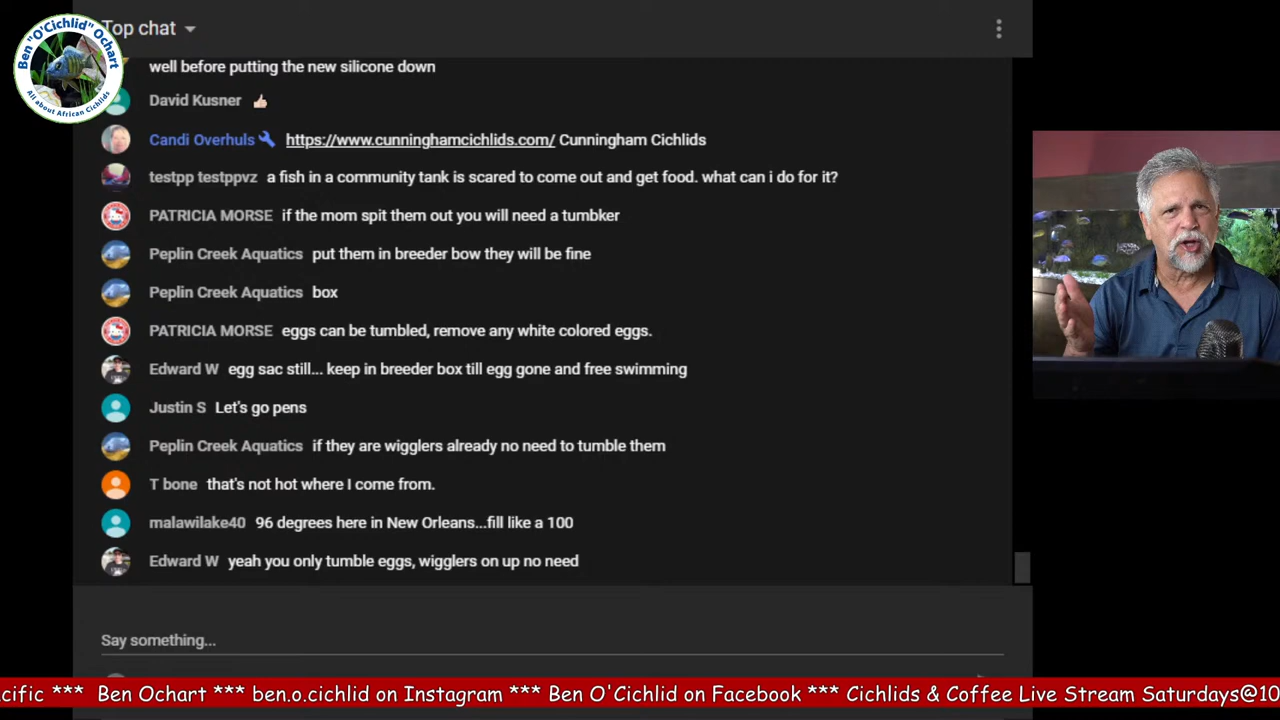 Ben "O'Cichlid" Ochart
All about African Cichlids
Top chat
well before putting the new silicone down
David Kusner 👍🏻
Candi Overhuls https://www.cunninghamcichlids.com/ Cunningham Cichlids
testpp testppvz a fish in a community tank is scared to come out and get food. what can i do for it?
PATRICIA MORSE if the mom spit them out you will need a tumbker
Peplin Creek Aquatics put them in breeder bow they will be fine
Peplin Creek Aquatics box
PATRICIA MORSE eggs can be tumbled, remove any white colored eggs.
Edward W egg sac still... keep in breeder box till egg gone and free swimming
Justin S Let's go pens
Peplin Creek Aquatics if they are wigglers already no need to tumble them
T bone that's not hot where I come from.
malawilake40 96 degrees here in New Orleans...fill like a 100
Edward W yeah you only tumble eggs, wigglers on up no need
Say something...
cific *** Ben Ochart *** ben.o.cichlid on Instagram *** Ben O'Cichlid on Facebook *** Cichlids & Coffee Live Stream Saturdays@10